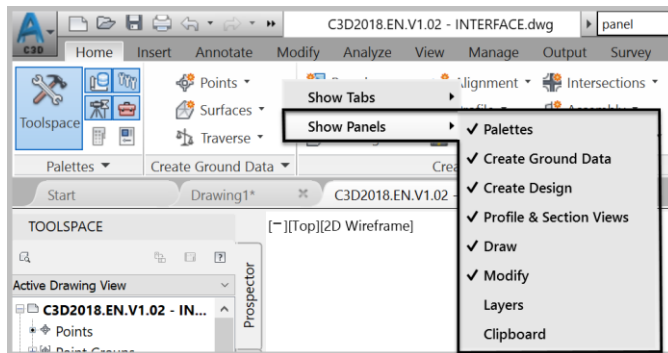 C3D2018.EN.V1.02 - INTERFACE.dwg
panel
C3D
Home Insert Annotate Modify Analyze View Manage Output Survey
Toolspace
Points
Surfaces
Traverse
Alignment
Intersections
Show Tabs
Show Panels
Palettes
Create Ground Data
Create Design
Profile & Section Views
Draw
Modify
Layers
Clipboard
Palettes
Create Ground Data
Start
Drawing1*
C3D2018.EN.V1.02 -
TOOLSPACE
[−][Top][2D Wireframe]
Active Drawing View
Prospector
C3D2018.EN.V1.02 - IN...
Points
Point Groups